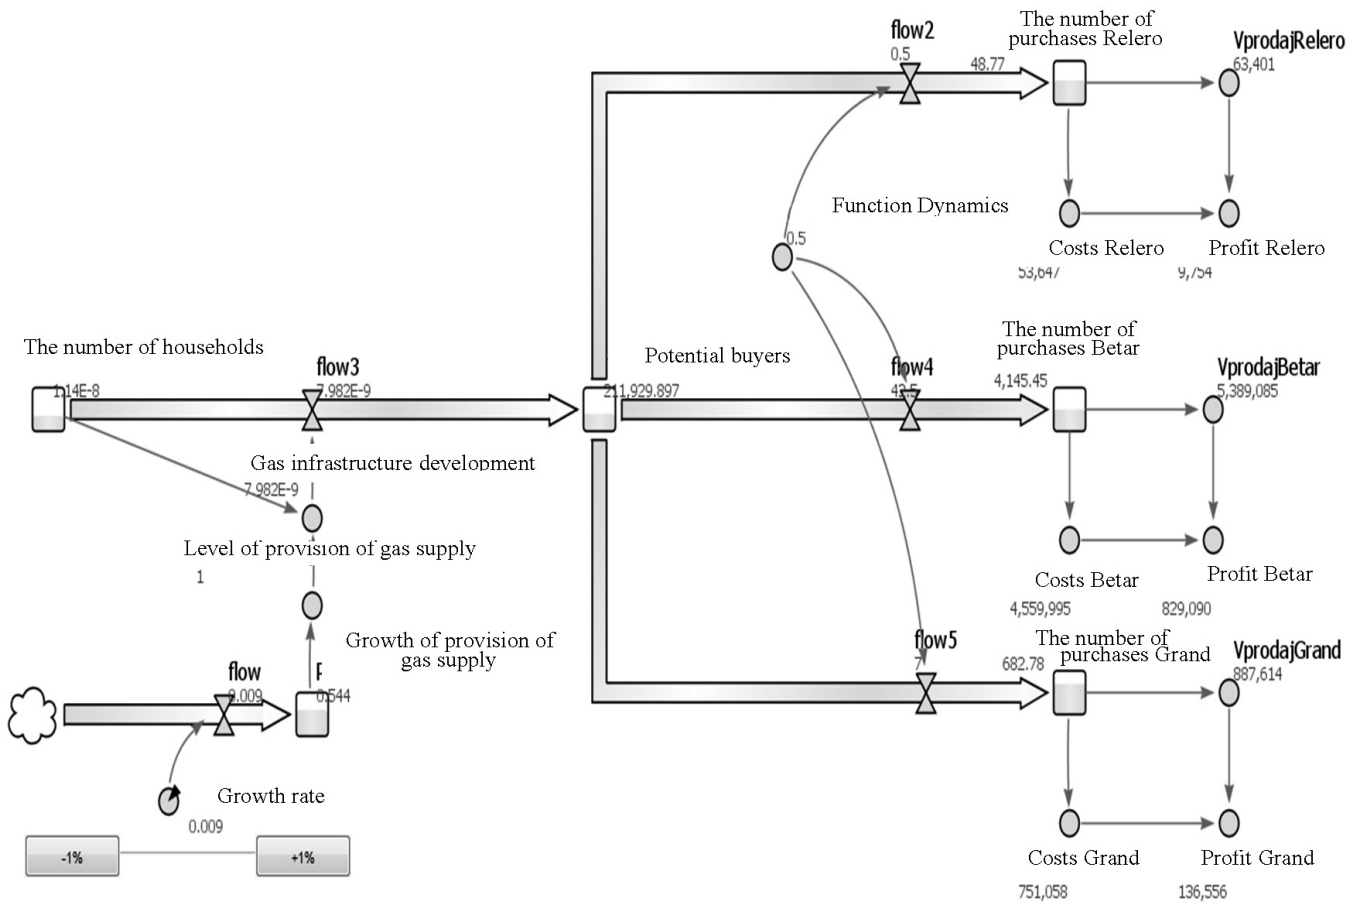 flow2
0.5
48.77
The number of
purchases Relero
VprodajRelero
63,401
Function Dynamics
0.5
Costs Relero
Profit Relero
53,647
9,754
The number of households
1.14E-8
flow3
7.982E-9
Potential buyers
211,929.897
flow4
The number of
purchases Betar
4,145.45
VprodajBetar
5,389,085
Gas infrastructure development
7.982E-9
Level of provision of gas supply
1
Costs Betar
Profit Betar
4,559,995
829,090
Growth of provision of
gas supply
flow
0.009
0.544
flow5
7
682.78
The number of
purchases Grand
VprodajGrand
887,614
Growth rate
0.009
-1%
+1%
Costs Grand
Profit Grand
751,058
136,556